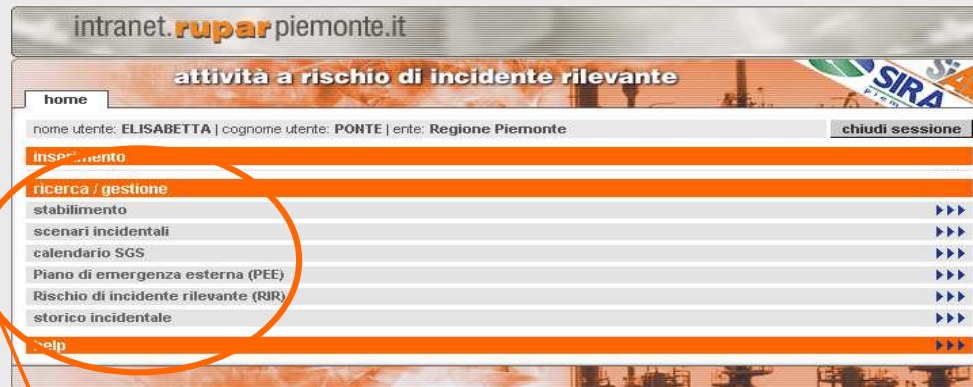 intranet.ruparpiemonte.it
attività a rischio di incidente rilevante
SIRA
home
nome utente: ELISABETTA | cognome utente: PONTE | ente: Regione Piemonte
chiudi sessione
inserimento
ricerca / gestione
stabilimento
scenari incidentali
calendario SGS
Piano di emergenza esterna (PEE)
Rischio di incidente rilevante (RIR)
storico incidentale
help